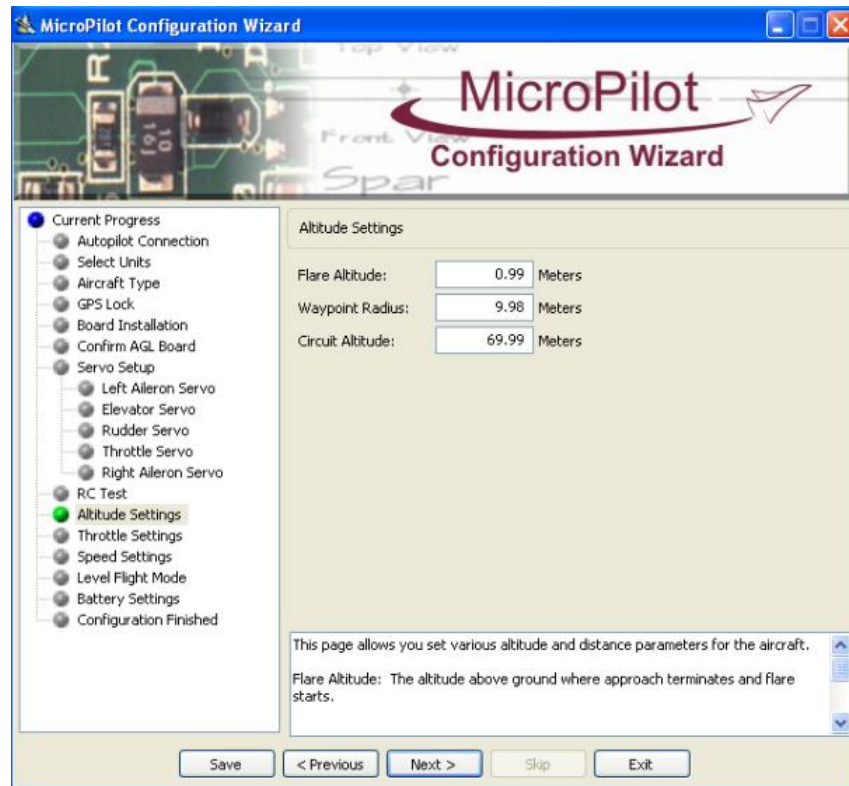 MicroPilot Configuration Wizard
Top View
MicroPilot
Front View
Configuration Wizard
Spar
10
16J
Current Progress
Autopilot Connection
Select Units
Aircraft Type
GPS Lock
Board Installation
Confirm AGL Board
Servo Setup
Left Aileron Servo
Elevator Servo
Rudder Servo
Throttle Servo
Right Aileron Servo
RC Test
Altitude Settings
Throttle Settings
Speed Settings
Level Flight Mode
Battery Settings
Configuration Finished
Altitude Settings
Flare Altitude: 0.99 Meters
Waypoint Radius: 9.98 Meters
Circuit Altitude: 69.99 Meters
This page allows you set various altitude and distance parameters for the aircraft.
Flare Altitude: The altitude above ground where approach terminates and flare
starts.
Save < Previous Next > Skip Exit